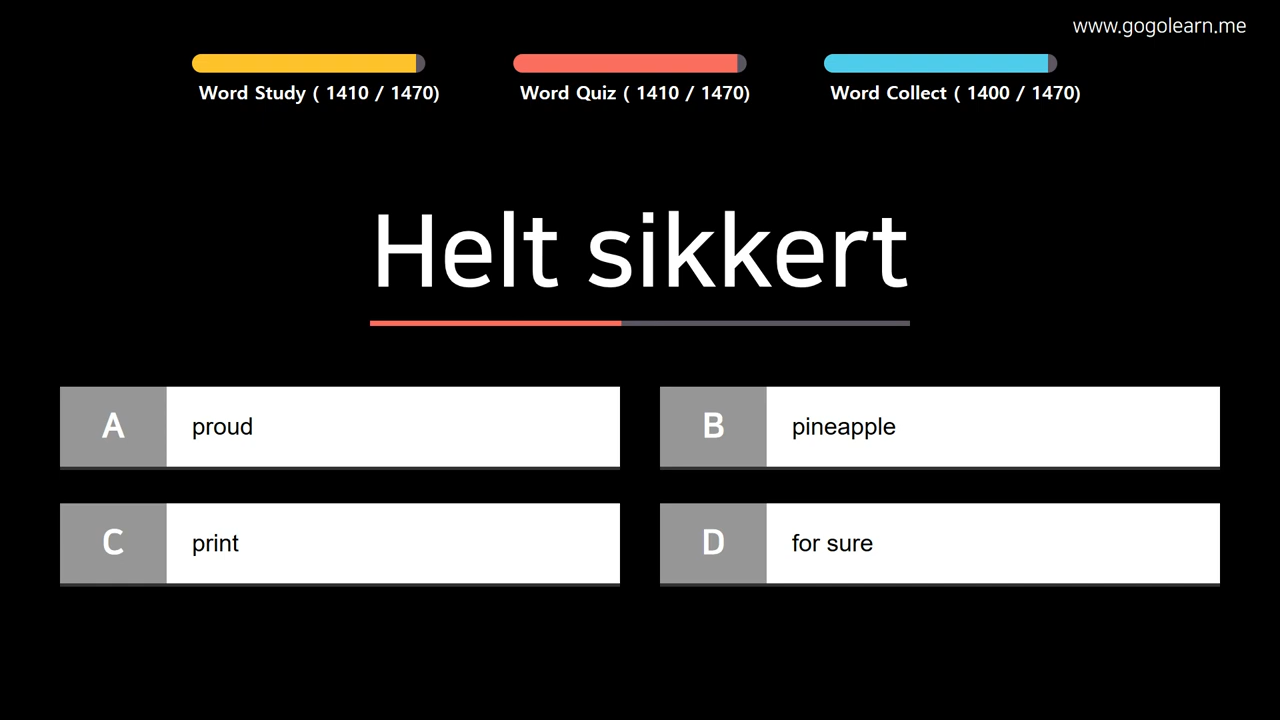 www.gogolearn.me
Word Study ( 1410 / 1470)
Word Quiz ( 1410 / 1470)
Word Collect ( 1400 / 1470)
Helt sikkert
A
proud
B
pineapple
C
print
D
for sure